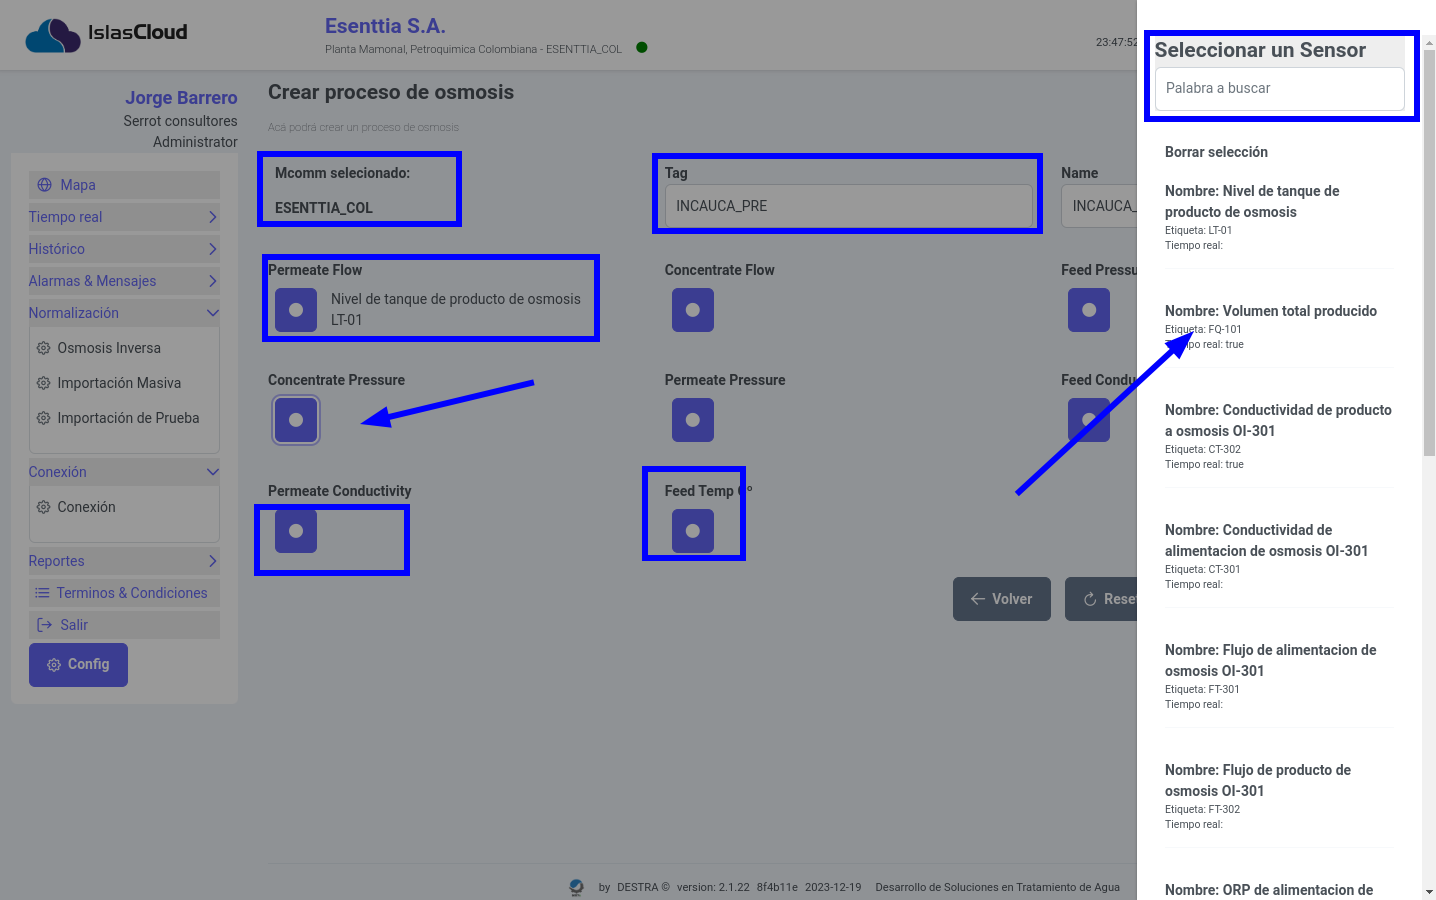 IslasCloud
Esenttia S.A.
Planta Mamonal, Petroquimica Colombiana - ESENTTIA_COL
23:47:52
Jorge Barrero
Serrot consultores
Administrator
Mapa
Tiempo real
Histórico
Alarmas & Mensajes
Normalización
Osmosis Inversa
Importación Masiva
Importación de Prueba
Conexión
Conexión
Reportes
Terminos & Condiciones
Salir
Config
Crear proceso de osmosis
Acá podrá crear un proceso de osmosis
Mcomm selecionado:
ESENTTIA_COL
Tag
INCAUCA_PRE
Name
INCAUCA_
Permeate Flow
Nivel de tanque de producto de osmosis
LT-01
Concentrate Flow
Feed Pressu
Concentrate Pressure
Permeate Pressure
Feed Condu
Permeate Conductivity
Feed Temp Cº
Volver
Reset
by DESTRA © version: 2.1.22 8f4b11e 2023-12-19 Desarrollo de Soluciones en Tratamiento de Agua
Seleccionar un Sensor
Palabra a buscar
Borrar selección
Nombre: Nivel de tanque de
producto de osmosis
Etiqueta: LT-01
Tiempo real:
Nombre: Volumen total producido
Etiqueta: FQ-101
Tiempo real: true
Nombre: Conductividad de producto
a osmosis OI-301
Etiqueta: CT-302
Tiempo real: true
Nombre: Conductividad de
alimentacion de osmosis OI-301
Etiqueta: CT-301
Tiempo real:
Nombre: Flujo de alimentacion de
osmosis OI-301
Etiqueta: FT-301
Tiempo real:
Nombre: Flujo de producto de
osmosis OI-301
Etiqueta: FT-302
Tiempo real:
Nombre: ORP de alimentacion de